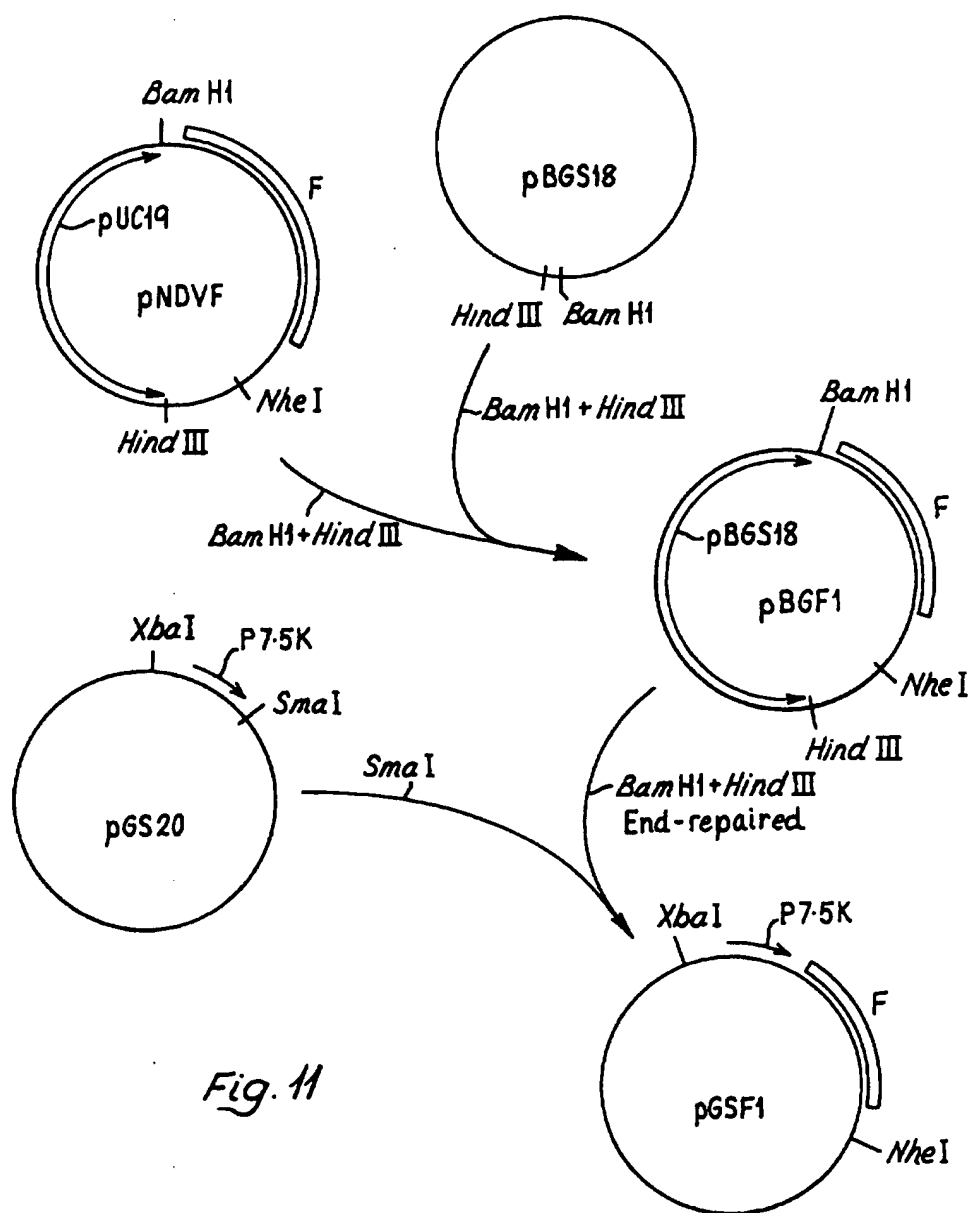 Bam H1
F
pUC19
pNDVF
Nhe I
Hind III
pBGS18
Hind III Bam H1
Bam H1 + Hind III
Bam H1 + Hind III
Bam H1
F
pBGS18
pBGF1
Nhe I
Hind III
Xba I
P7·5K
Sma I
pGS20
Sma I
Bam H1 + Hind III
End-repaired
Xba I
P7·5K
F
pGSF1
Nhe I
Fig. 11